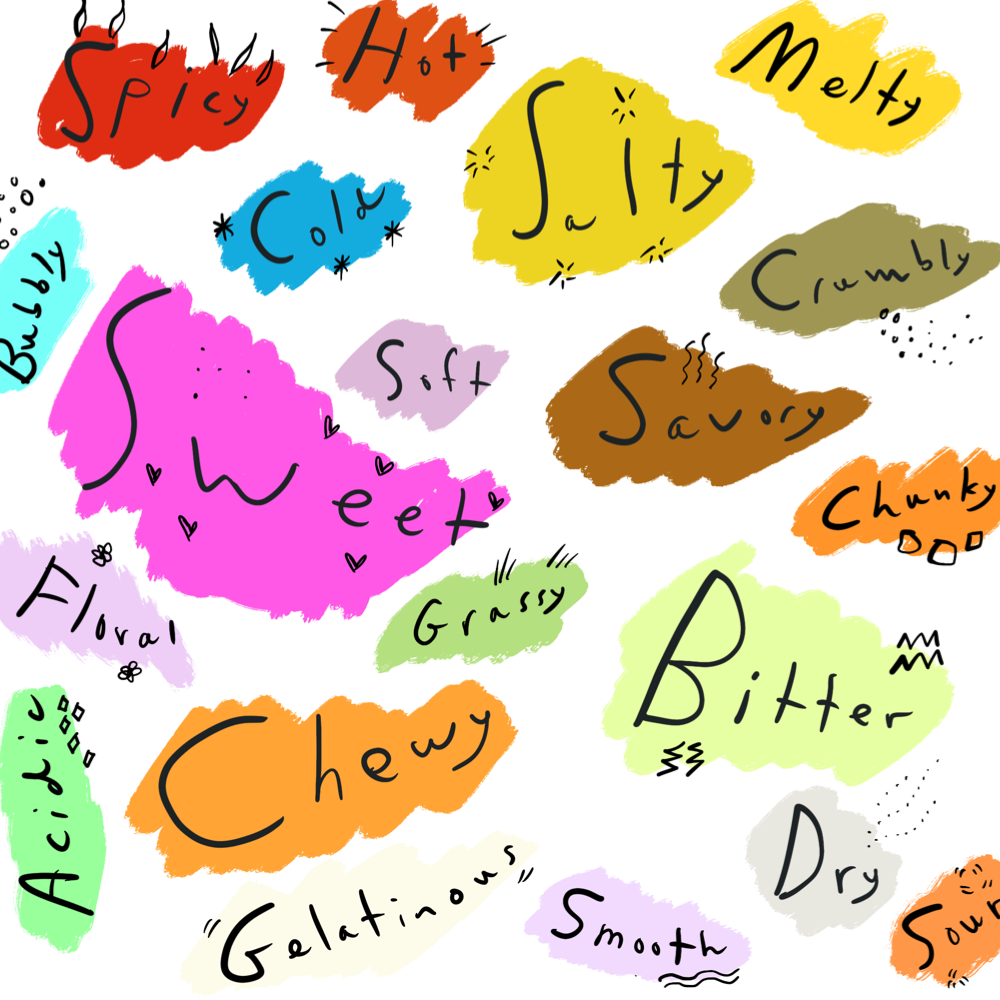 Spicy
Hot
Melty
Salty
Cold
Bubbly
Crumbly
Sweet
Soft
Savory
Chunky
Floral
Grassy
Bitter
Acidic
Chewy
Dry
Gelatinous
Smooth
Sour